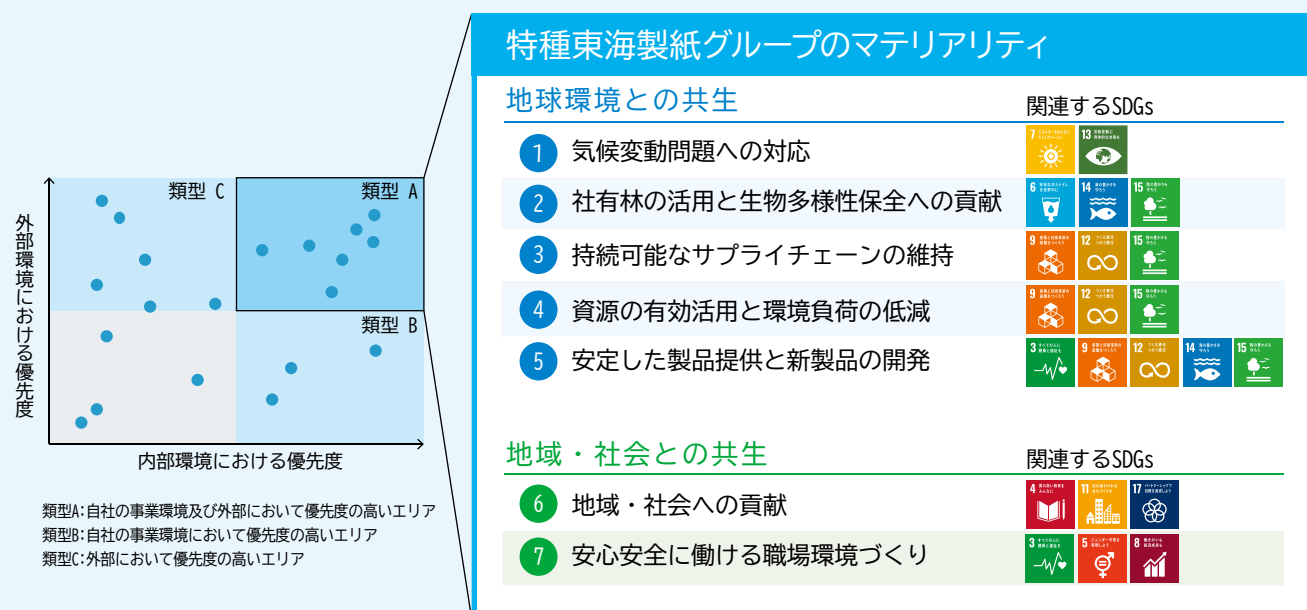 特種東海製紙グループのマテリアリティ
外部環境における優先度
類型 C
類型 A
類型 B
内部環境における優先度
類型A:自社の事業環境及び外部において優先度の高いエリア
類型B:自社の事業環境において優先度の高いエリア
類型C:外部において優先度の高いエリア
地球環境との共生
関連するSDGs
1 気候変動問題への対応
7 13
2 社有林の活用と生物多様性保全への貢献
6 14 15
3 持続可能なサプライチェーンの維持
9 12 15
4 資源の有効活用と環境負荷の低減
9 12 15
5 安定した製品提供と新製品の開発
3 9 12 14 15
地域・社会との共生
関連するSDGs
6 地域・社会への貢献
4 11 17
7 安心安全に働ける職場環境づくり
3 5 8